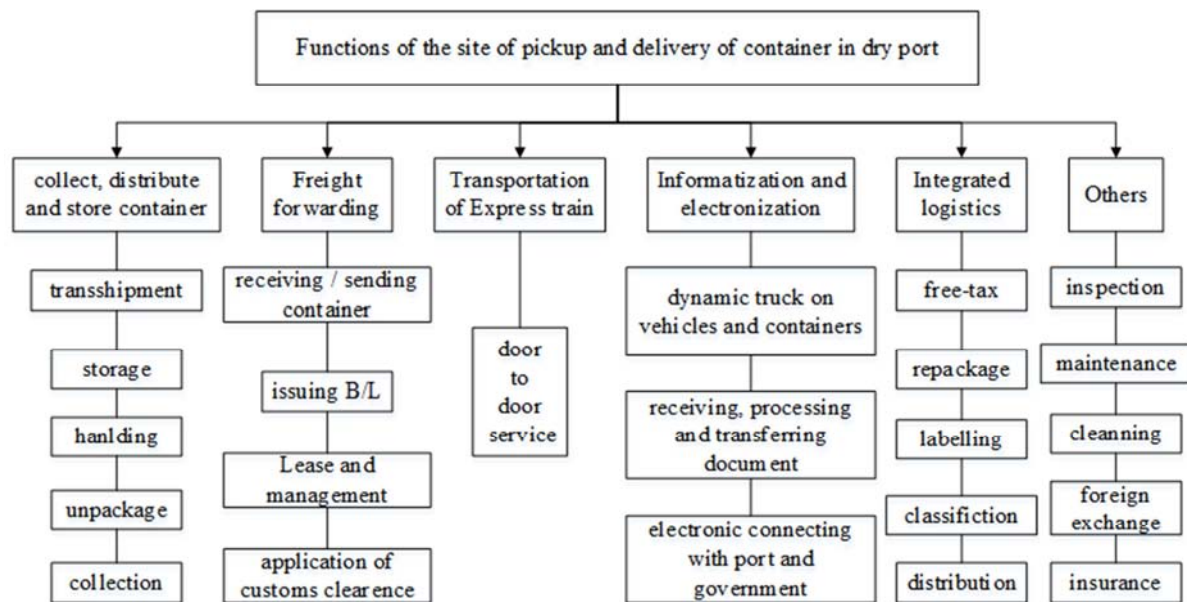 Functions of the site of pickup and delivery of container in dry port
collect, distribute
and store container
Freight
forwarding
Transportation
of Express train
Informatization and
electronization
Integrated
logistics
Others
transshipment
storage
hanlding
unpackage
collection
receiving / sending
container
issuing B/L
Lease and
management
application of
customs clearence
door
to
door
service
dynamic truck on
vehicles and containers
receiving, processing
and transferring
document
electronic connecting
with port and
government
free-tax
repackage
labelling
classifiction
distribution
inspection
maintenance
cleanning
foreign
exchange
insurance